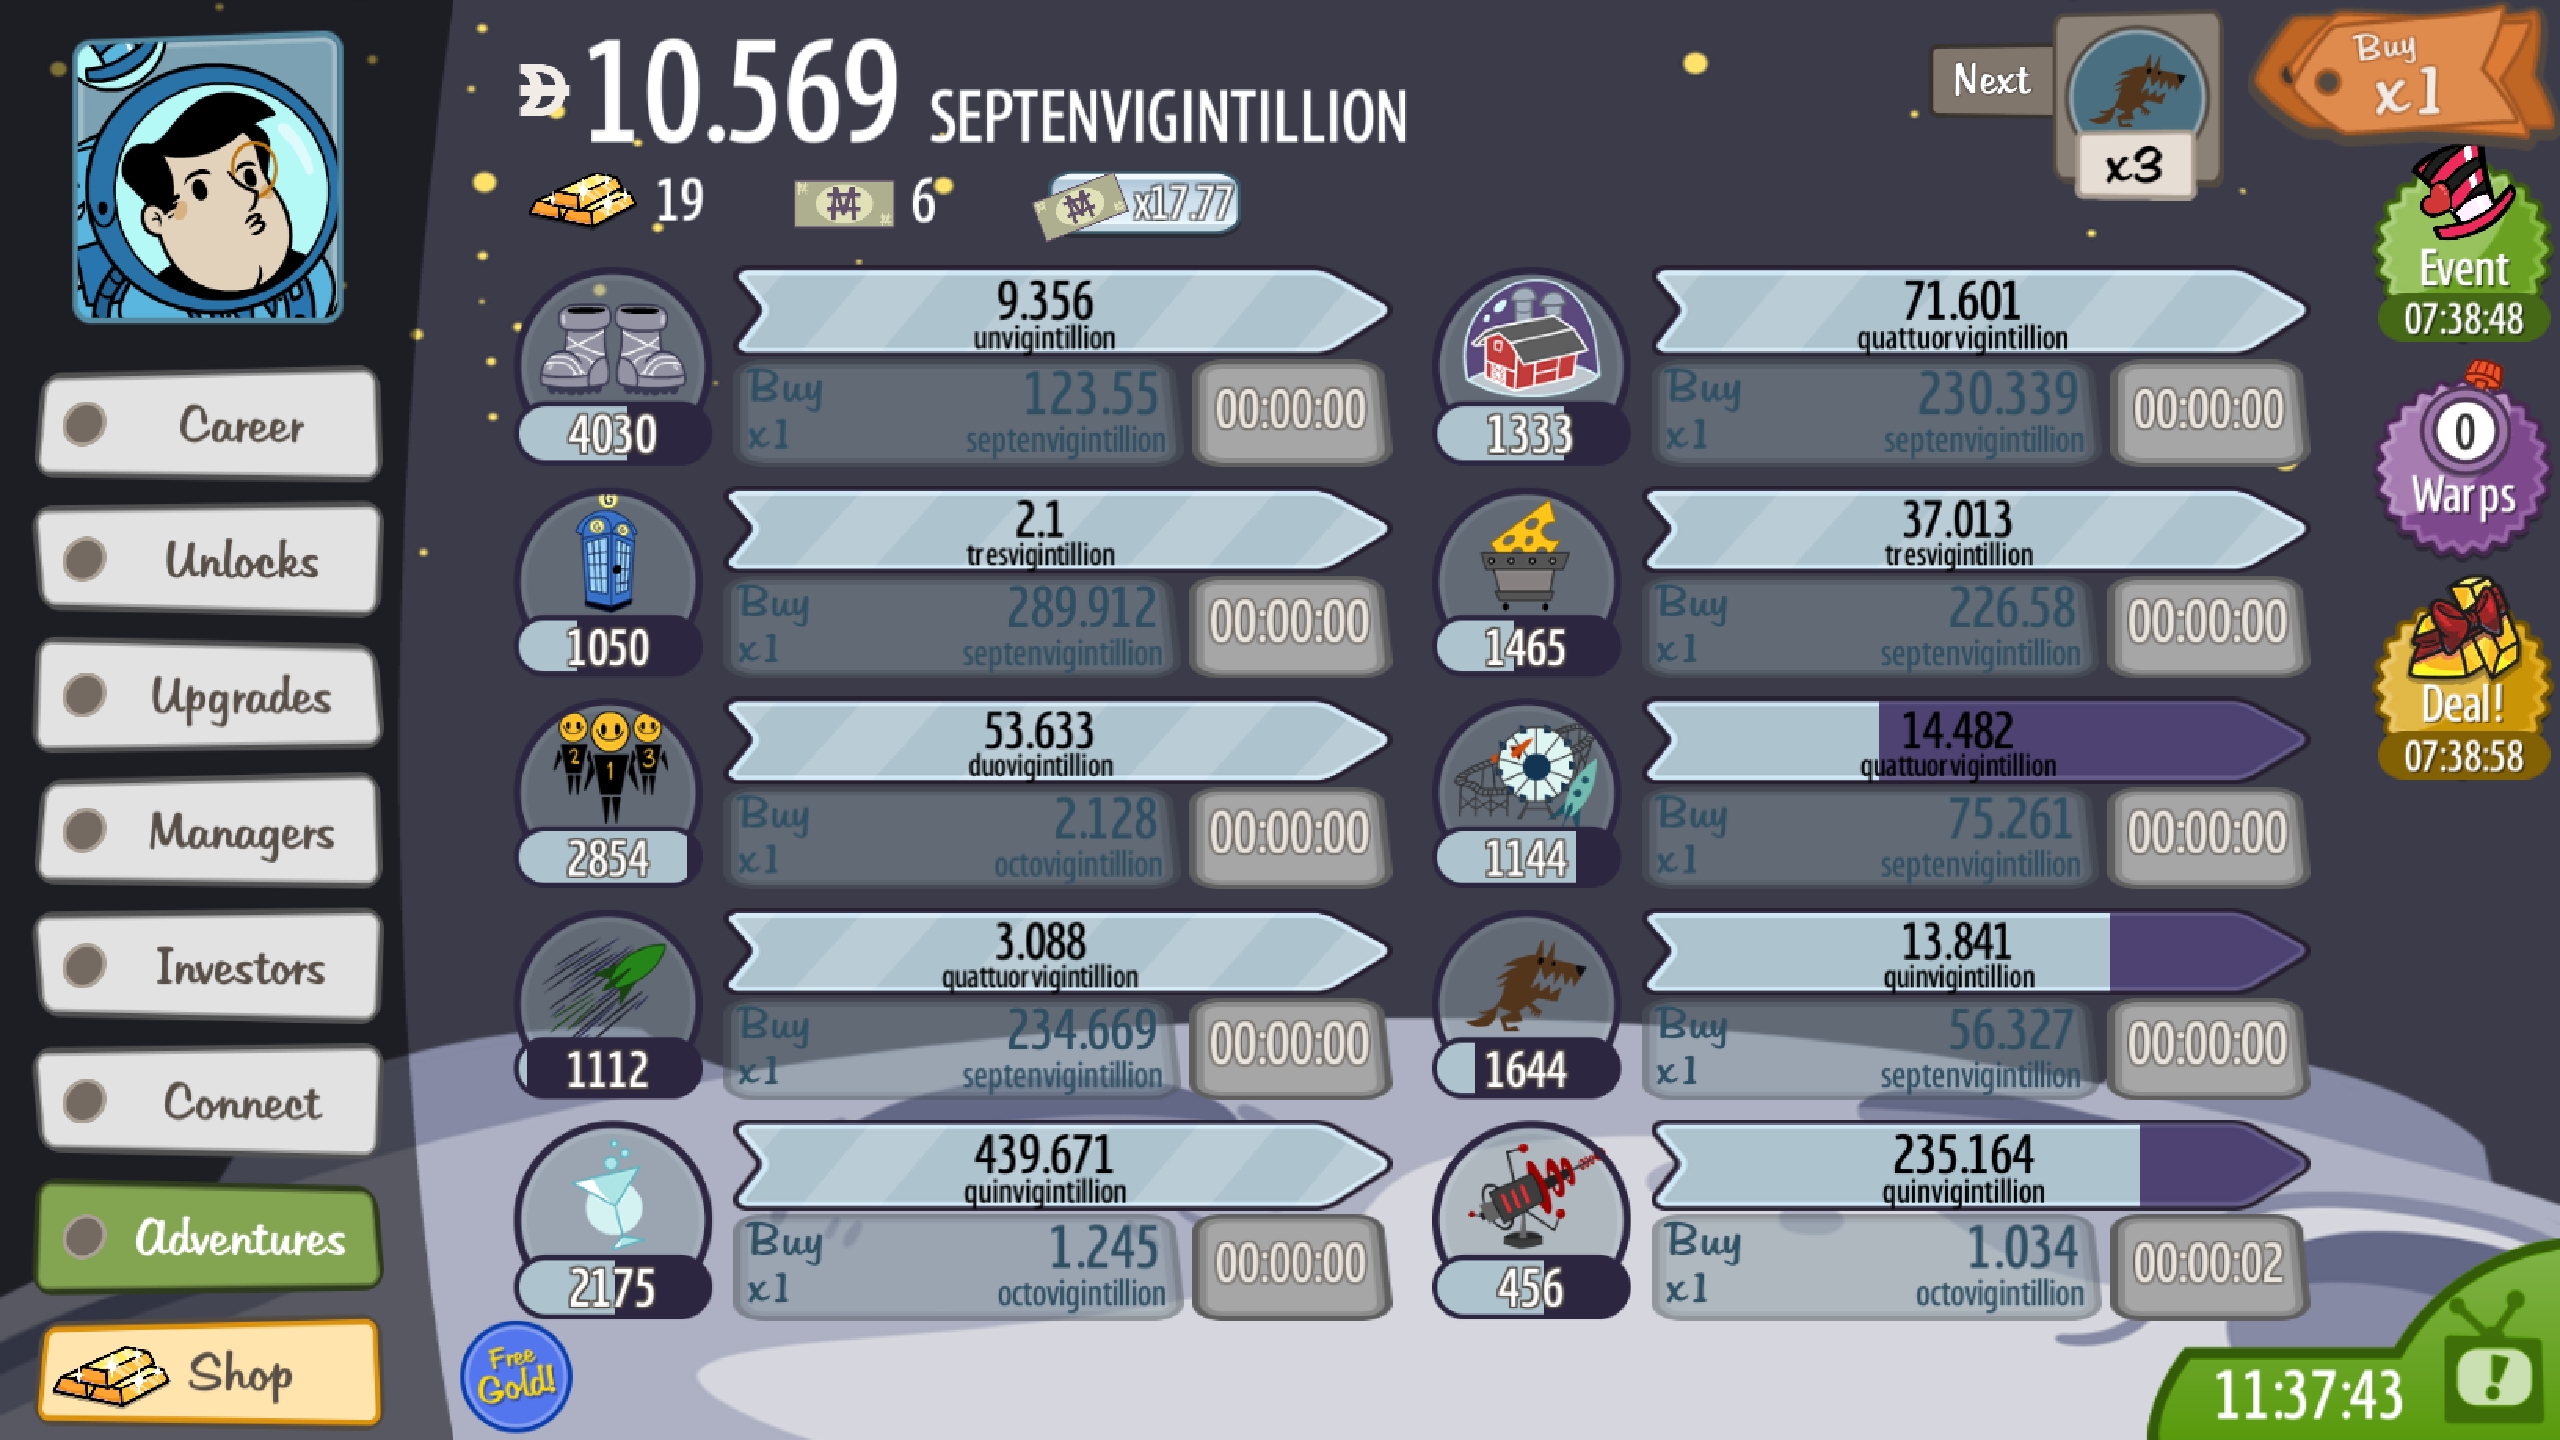 10.569 SEPTENVIGINTILLION
19
6
x17.77
Next
x3
Buy
x1
Career
Unlocks
Upgrades
Managers
Investors
Connect
Adventures
Shop
9.356
unvigintillion
4030
Buy
x1
123.55
septenvigintillion
00:00:00
71.601
quattuorvigintillion
1333
Buy
x1
230.339
septenvigintillion
00:00:00
G
2.1
tresvigintillion
1050
Buy
x1
289.912
septenvigintillion
00:00:00
37.013
tresvigintillion
1465
Buy
x1
226.58
septenvigintillion
00:00:00
2 1 3
53.633
duovigintillion
2854
Buy
x1
2.128
octovigintillion
00:00:00
14.482
quattuorvigintillion
1144
Buy
x1
75.261
septenvigintillion
00:00:00
3.088
quattuorvigintillion
1112
Buy
x1
234.669
septenvigintillion
00:00:00
13.841
quinvigintillion
1644
Buy
x1
56.327
septenvigintillion
00:00:00
439.671
quinvigintillion
2175
Buy
x1
1.245
octovigintillion
00:00:00
235.164
quinvigintillion
456
Buy
x1
1.034
octovigintillion
00:00:02
Event
07:38:48
0
Warps
Deal!
07:38:58
Free
Gold!
11:37:43
!